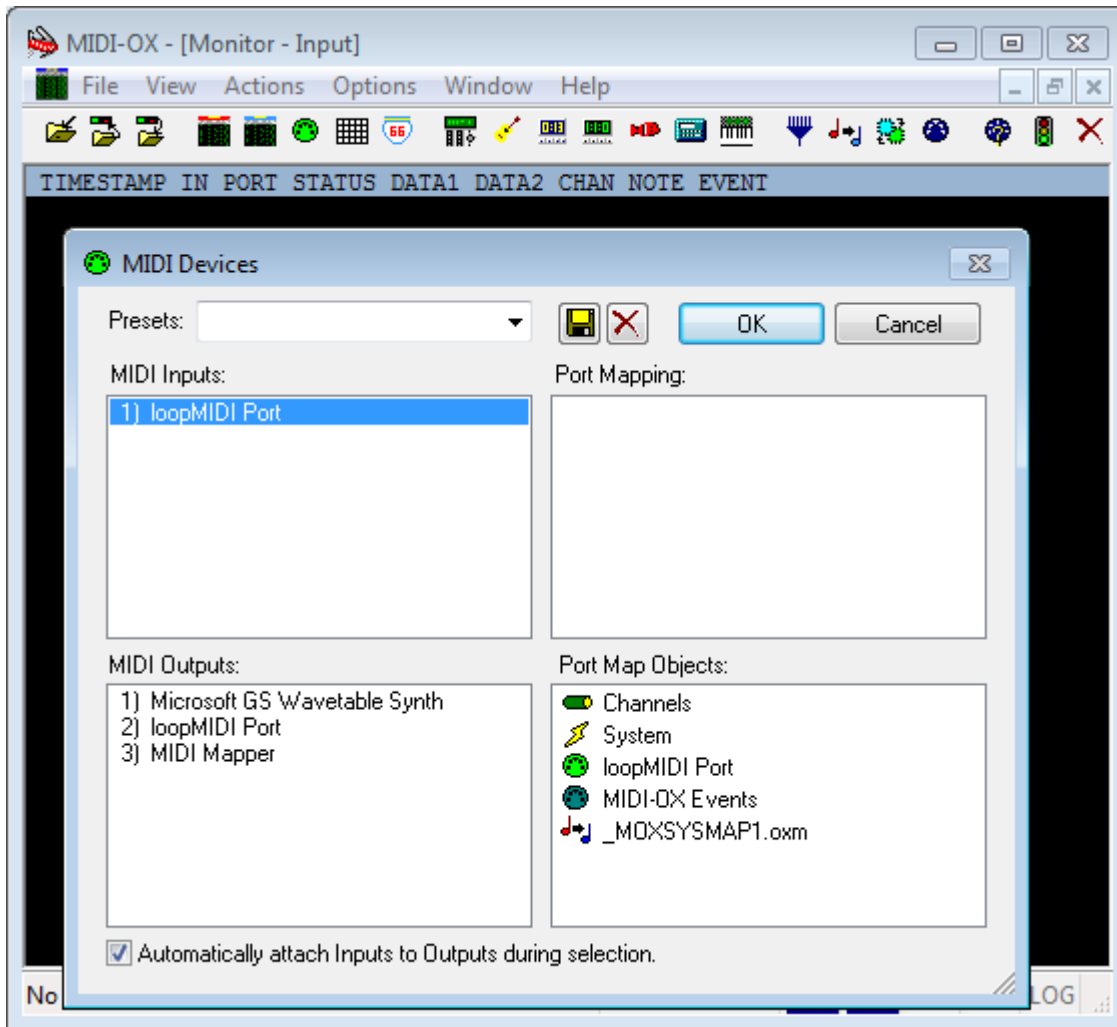 MIDI-OX - [Monitor - Input]
File View Actions Options Window Help
66
TIMESTAMP IN PORT STATUS DATA1 DATA2 CHAN NOTE EVENT
MIDI Devices
Presets:
OK
Cancel
MIDI Inputs:
1) loopMIDI Port
Port Mapping:
MIDI Outputs:
1) Microsoft GS Wavetable Synth
2) loopMIDI Port
3) MIDI Mapper
Port Map Objects:
Channels
System
loopMIDI Port
MIDI-OX Events
_MOXSYSMAP1.oxm
Automatically attach Inputs to Outputs during selection.
No
LOG